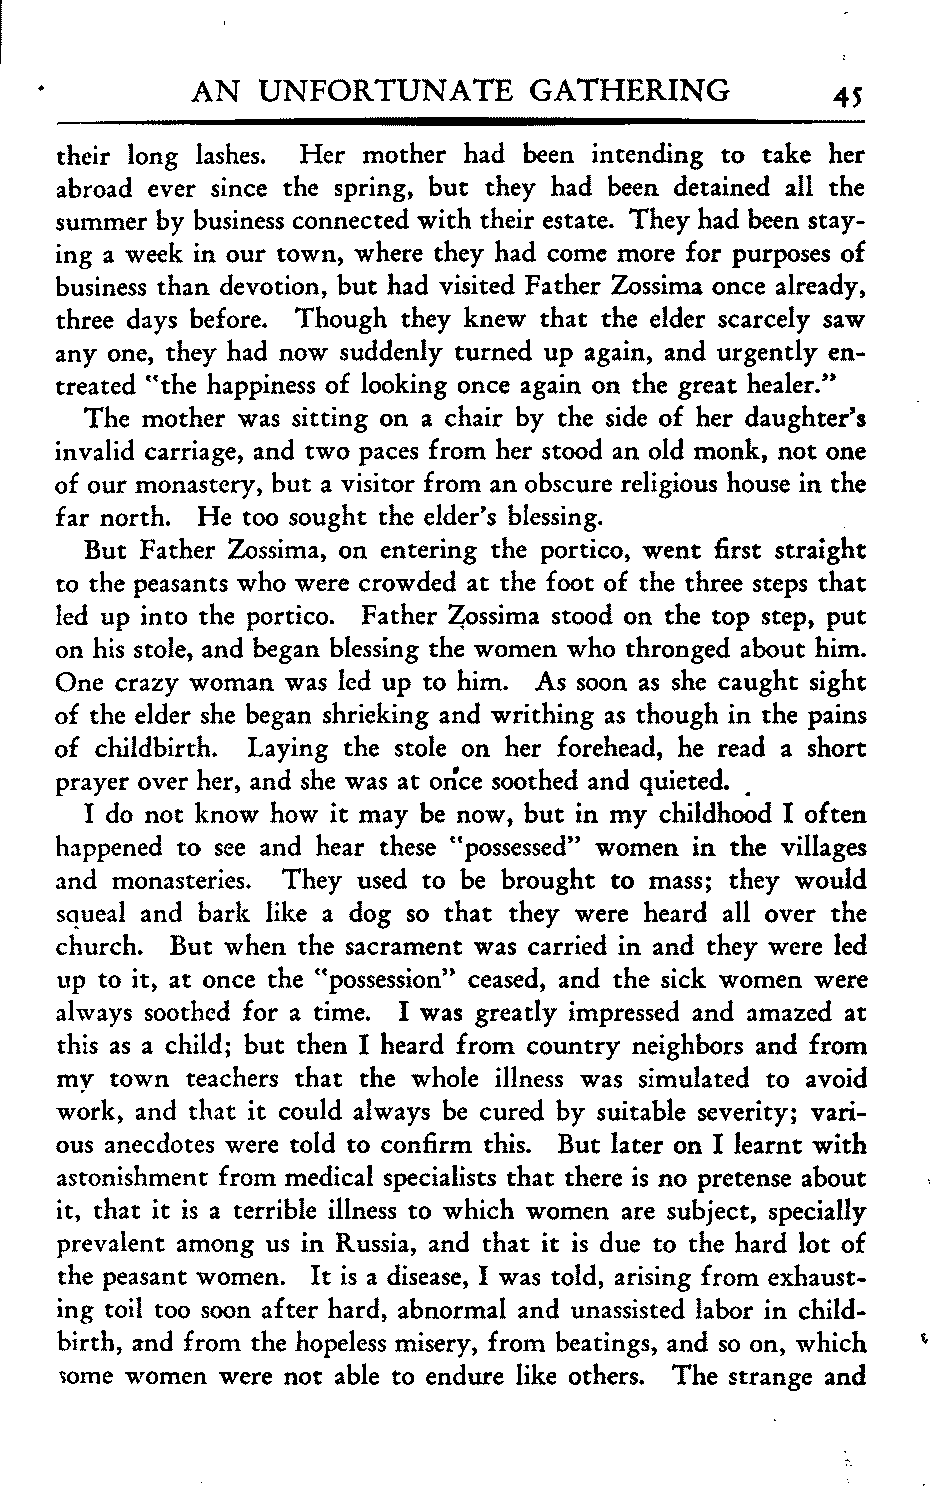 AN UNFORTUNATE GATHERING 45
their long lashes. Her mother had been intending to take her
abroad ever since the spring, but they had been detained all the
summer by business connected with their estate. They had been stay-
ing a week in our town, where they had come more for purposes of
business than devotion, but had visited Father Zossima once already,
three days before. Though they knew that the elder scarcely saw
any one, they had now suddenly turned up again, and urgently en-
treated "the happiness of looking once again on the great healer."
The mother was sitting on a chair by the side of her daughter's
invalid carriage, and two paces from her stood an old monk, not one
of our monastery, but a visitor from an obscure religious house in the
far north. He too sought the elder's blessing.
But Father Zossima, on entering the portico, went first straight
to the peasants who were crowded at the foot of the three steps that
led up into the portico. Father Zossima stood on the top step, put
on his stole, and began blessing the women who thronged about him.
One crazy woman was led up to him. As soon as she caught sight
of the elder she began shrieking and writhing as though in the pains
of childbirth. Laying the stole on her forehead, he read a short
prayer over her, and she was at once soothed and quieted.
I do not know how it may be now, but in my childhood I often
happened to see and hear these "possessed" women in the villages
and monasteries. They used to be brought to mass; they would
squeal and bark like a dog so that they were heard all over the
church. But when the sacrament was carried in and they were led
up to it, at once the "possession" ceased, and the sick women were
always soothed for a time. I was greatly impressed and amazed at
this as a child; but then I heard from country neighbors and from
my town teachers that the whole illness was simulated to avoid
work, and that it could always be cured by suitable severity; vari-
ous anecdotes were told to confirm this. But later on I learnt with
astonishment from medical specialists that there is no pretense about
it, that it is a terrible illness to which women are subject, specially
prevalent among us in Russia, and that it is due to the hard lot of
the peasant women. It is a disease, I was told, arising from exhaust-
ing toil too soon after hard, abnormal and unassisted labor in child-
birth, and from the hopeless misery, from beatings, and so on, which
some women were not able to endure like others. The strange and